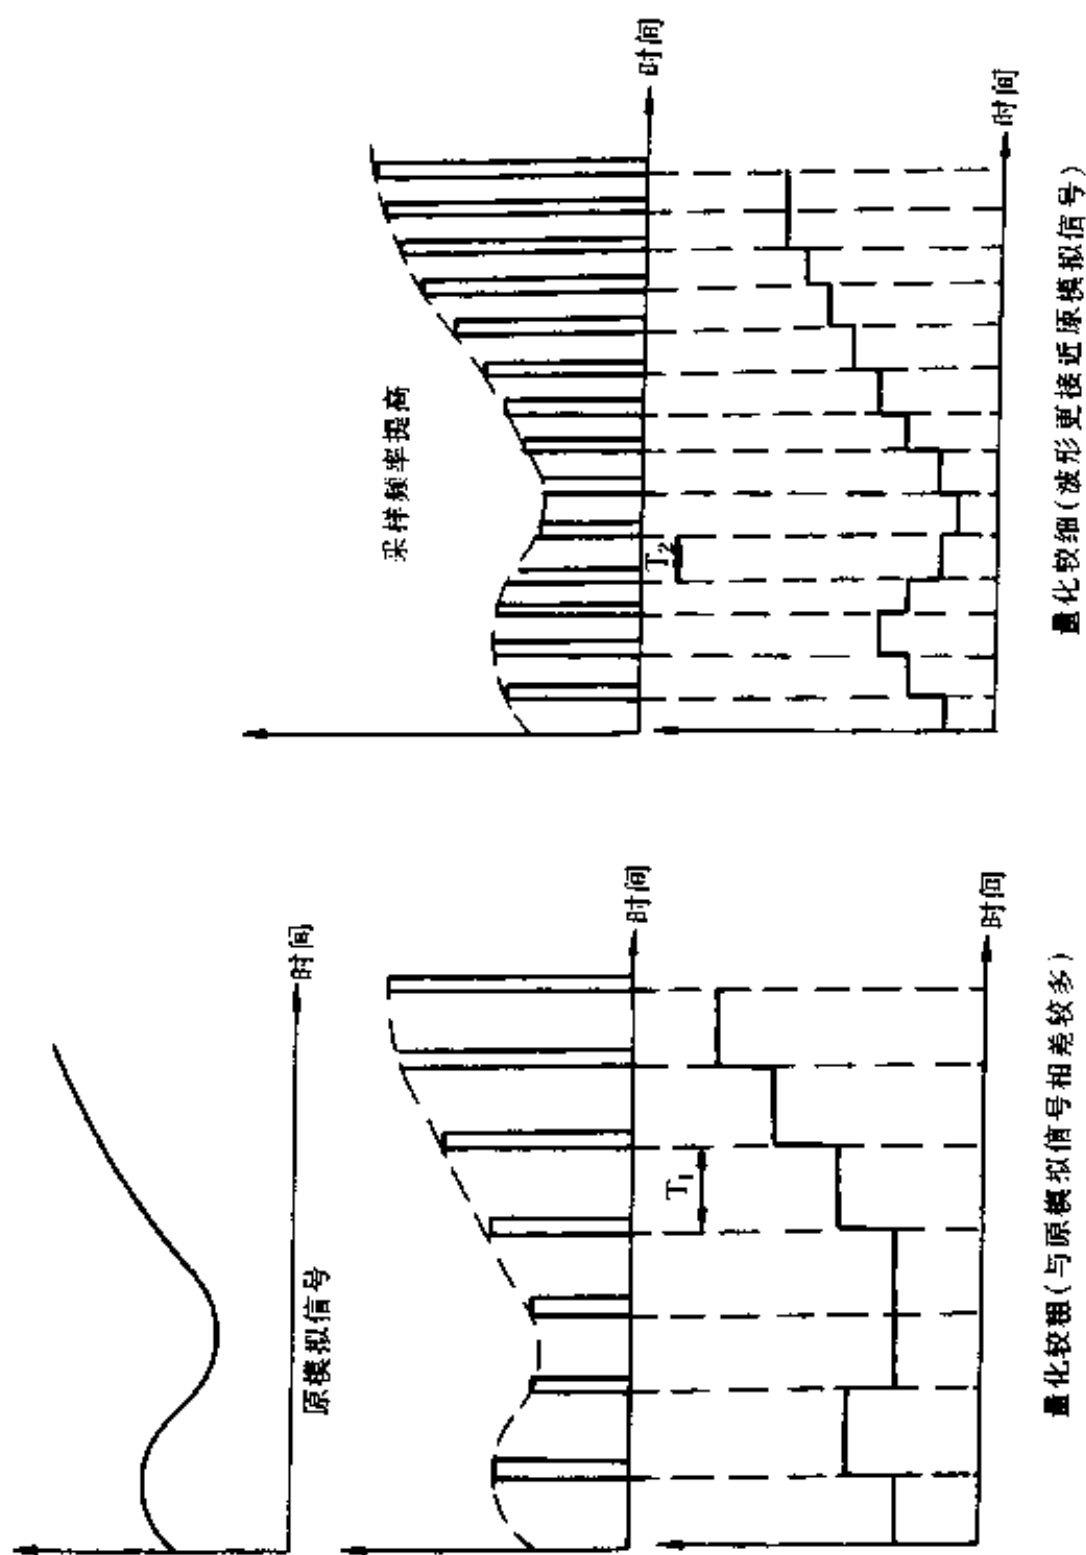 时间
原模拟信号
时间
T₁
时间
量化较粗(与原模拟信号相差较多)
采样频率提高
时间
T₂
时间
量化较细(波形更接近原模拟信号)